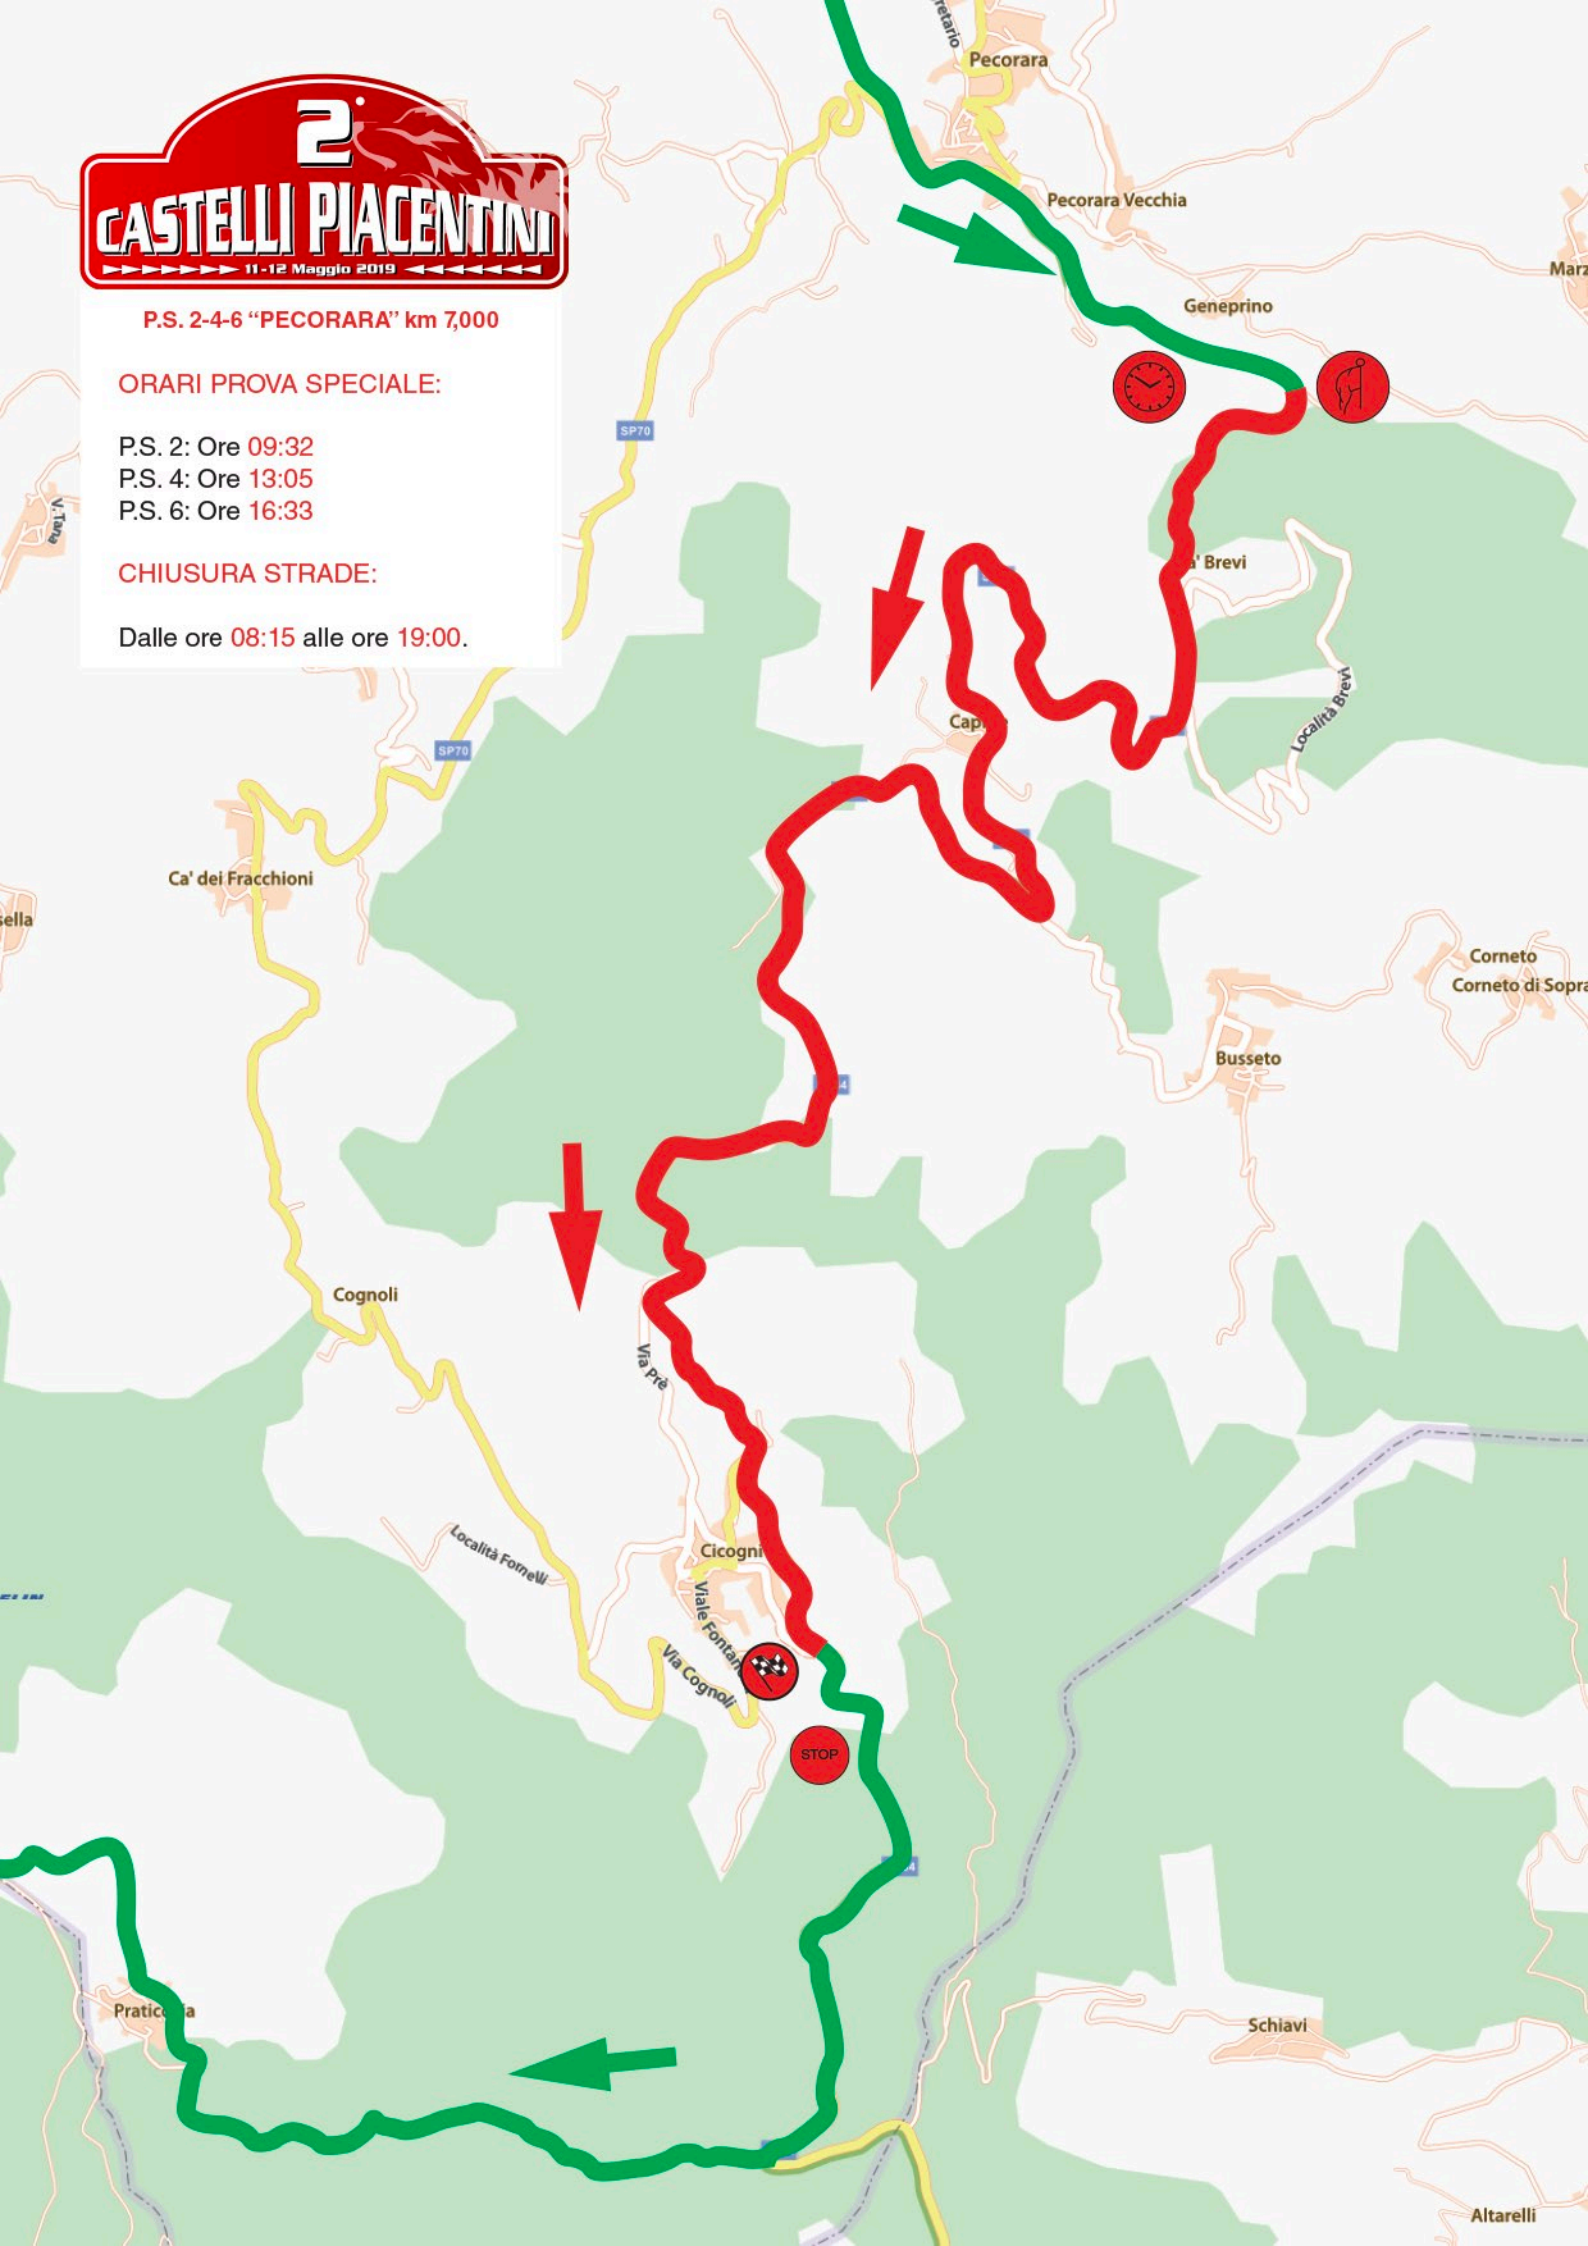 2°
CASTELLI PIACENTINI
11-12 Maggio 2019
P.S. 2-4-6 “PECORARA” km 7,000
ORARI PROVA SPECIALE:
P.S. 2: Ore 09:32
P.S. 4: Ore 13:05
P.S. 6: Ore 16:33
CHIUSURA STRADE:
Dalle ore 08:15 alle ore 19:00.
Pecorara
Pecorara Vecchia
Geneprino
SP70
V. Tana
Brevi
Località Brevi
SP70
Ca' dei Fracchioni
Corneto
Corneto di
Busseto
Cognoli
Via Prè
Località Fornelli
Cicogni
Viale
Via Cognoli
STOP
Schiavi
Altarelli